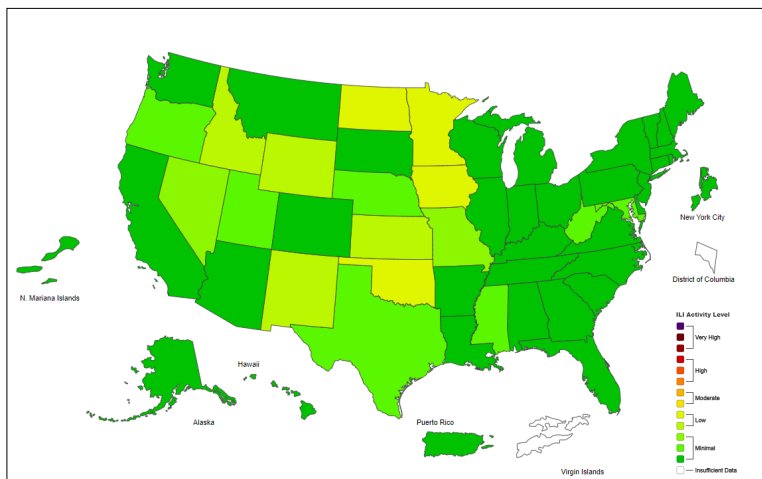 New York City
District of Columbia
N. Mariana Islands
ILI Activity Level
Very High
High
Hawaii
Moderate
Alaska
Puerto Rico
Low
Minimal
Virgin Islands
Insufficient Data